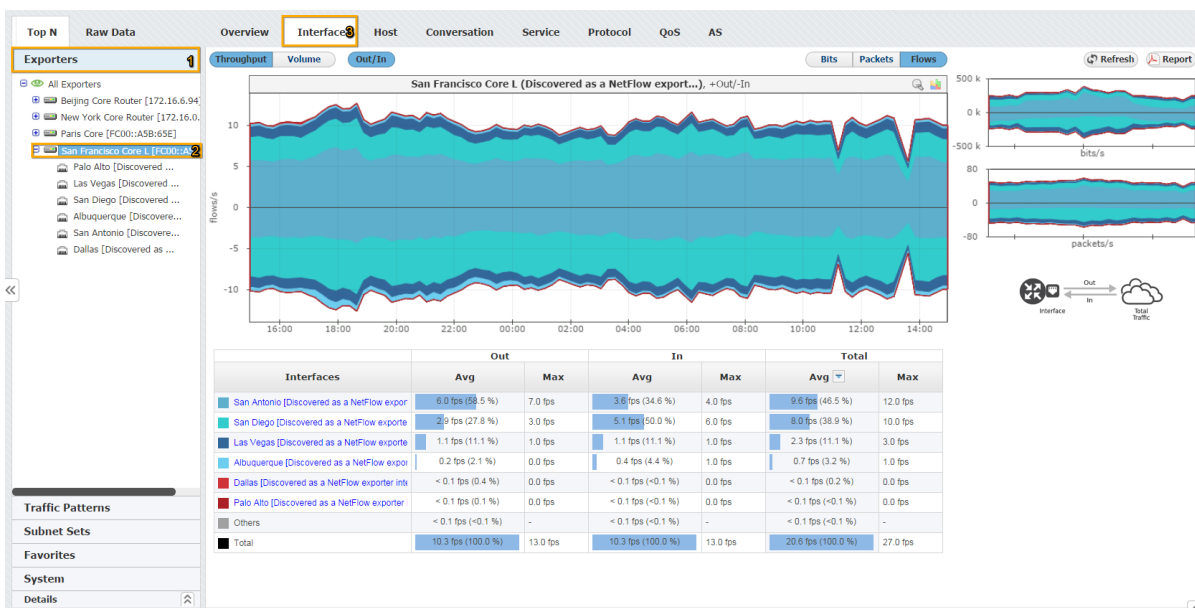 Top N Raw Data Overview Interface 3 Host Conversation Service Protocol QoS AS
Exporters 1
All Exporters
Beijing Core Router [172.16.6.94]
New York Core Router [172.16.0.
Paris Core [FC00::A5B:65E]
San Francisco Core L [FC00::A5 2
Palo Alto [Discovered ...
Las Vegas [Discovered ...
San Diego [Discovered ...
Albuquerque [Discovere...
San Antonio [Discovere...
Dallas [Discovered as ...
Traffic Patterns
Subnet Sets
Favorites
System
Details
Throughput Volume Out/In Bits Packets Flows Refresh Report
San Francisco Core L (Discovered as a NetFlow export...), +Out/-In
flows/s
10
5
0
-5
-10
16:00 18:00 20:00 22:00 00:00 02:00 04:00 06:00 08:00 10:00 12:00 14:00
500 k
0 k
-500 k
bits/s
80
0
-80
packets/s
Out
In
Interface
Total
Traffic
Out In Total
Interfaces Avg Max Avg Max Avg Max
San Antonio [Discovered as a NetFlow expor 6.0 fps (58.5 %) 7.0 fps 3.6 fps (34.6 %) 4.0 fps 9.6 fps (46.5 %) 12.0 fps
San Diego [Discovered as a NetFlow exporte 2.9 fps (27.8 %) 3.0 fps 5.1 fps (50.0 %) 6.0 fps 8.0 fps (38.9 %) 10.0 fps
Las Vegas [Discovered as a NetFlow exporte 1.1 fps (11.1 %) 1.0 fps 1.1 fps (11.1 %) 1.0 fps 2.3 fps (11.1 %) 3.0 fps
Albuquerque [Discovered as a NetFlow expor 0.2 fps (2.1 %) 0.0 fps 0.4 fps (4.4 %) 1.0 fps 0.7 fps (3.2 %) 1.0 fps
Dallas [Discovered as a NetFlow exporter inte < 0.1 fps (0.4 %) 0.0 fps < 0.1 fps (<0.1 %) 0.0 fps < 0.1 fps (0.2 %) 0.0 fps
Palo Alto [Discovered as a NetFlow exporter < 0.1 fps (0.1 %) 0.0 fps < 0.1 fps (<0.1 %) 0.0 fps < 0.1 fps (<0.1 %) 0.0 fps
Others < 0.1 fps (<0.1 %) - < 0.1 fps (<0.1 %) - < 0.1 fps (<0.1 %) -
Total 10.3 fps (100.0 %) 13.0 fps 10.3 fps (100.0 %) 13.0 fps 20.6 fps (100.0 %) 27.0 fps